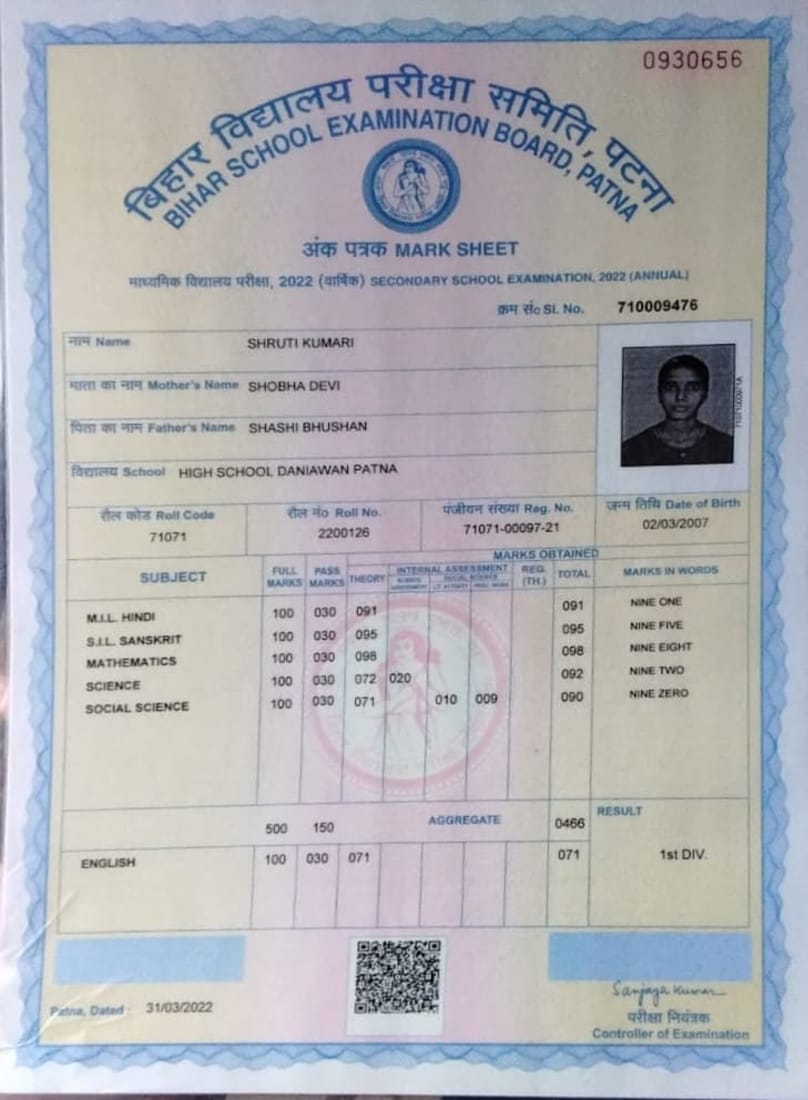 0930656
बिहार विद्यालय परीक्षा समिति, पटना
BIHAR SCHOOL EXAMINATION BOARD, PATNA
अंक पत्रक MARK SHEET
माध्यमिक विद्यालय परीक्षा, 2022 (वार्षिक) SECONDARY SCHOOL EXAMINATION, 2022 (ANNUAL)
क्रम सं० Sl. No. 710009476
नाम Name SHRUTI KUMARI
माता का नाम Mother's Name SHOBHA DEVI
पिता का नाम Father's Name SHASHI BHUSHAN
विद्यालय School HIGH SCHOOL DANIAWAN PATNA
रौल कोड Roll Code रौल नं० Roll No. पंजीयन संख्या Reg. No. जन्म तिथि Date of Birth
71071 2200126 71071-00097-21 02/03/2007
MARKS OBTAINED
SUBJECT FULL MARKS PASS MARKS THEORY INTERNAL ASSESSMENT REG. (TH.) TOTAL MARKS IN WORDS
SCIENCE SOCIAL SCIENCE
M.I.L. HINDI 100 030 091 091 NINE ONE
S.I.L. SANSKRIT 100 030 095 095 NINE FIVE
MATHEMATICS 100 030 098 098 NINE EIGHT
SCIENCE 100 030 072 020 092 NINE TWO
SOCIAL SCIENCE 100 030 071 010 009 090 NINE ZERO
500 150 AGGREGATE 0466 RESULT
ENGLISH 100 030 071 071 1st DIV.
Patna, Dated : 31/03/2022
Sanjaya Kumar
परीक्षा नियंत्रक
Controller of Examination